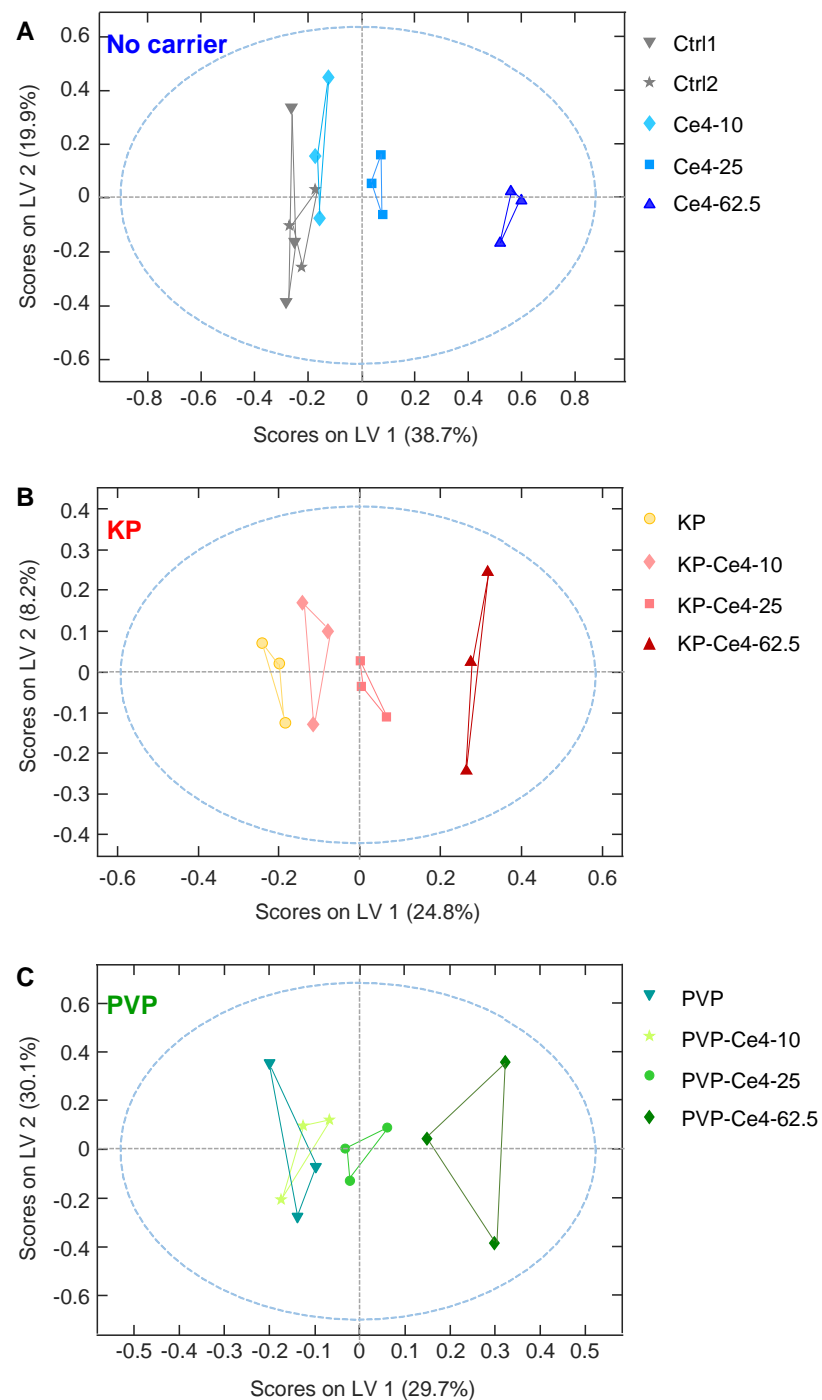 A
No carrier
Scores on LV 2 (19.9%)
0.6
0.4
0.2
0
-0.2
-0.4
-0.6
-0.8 -0.6 -0.4 -0.2 0 0.2 0.4 0.6 0.8
Scores on LV 1 (38.7%)
Ctrl1
Ctrl2
Ce4-10
Ce4-25
Ce4-62.5
B
KP
Scores on LV 2 (8.2%)
0.4
0.3
0.2
0.1
0
-0.1
-0.2
-0.3
-0.4
-0.6 -0.4 -0.2 0 0.2 0.4 0.6
Scores on LV 1 (24.8%)
KP
KP-Ce4-10
KP-Ce4-25
KP-Ce4-62.5
C
PVP
Scores on LV 2 (30.1%)
0.6
0.4
0.2
0
-0.2
-0.4
-0.6
-0.5 -0.4 -0.3 -0.2 -0.1 0 0.1 0.2 0.3 0.4 0.5
Scores on LV 1 (29.7%)
PVP
PVP-Ce4-10
PVP-Ce4-25
PVP-Ce4-62.5